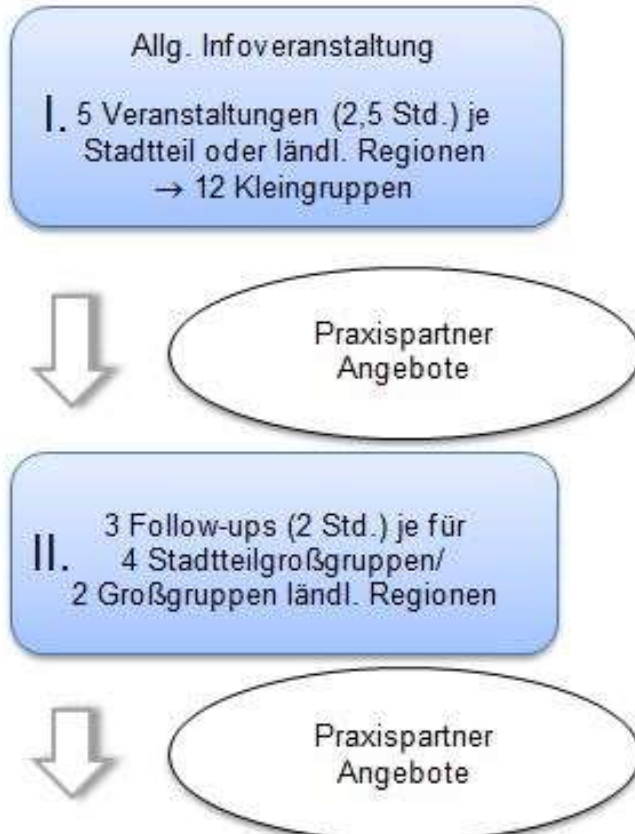 Allg. Infoveranstaltung
I. 5 Veranstaltungen (2,5 Std.) je
Stadtteil oder ländl. Regionen
→ 12 Kleingruppen
Praxispartner
Angebote
3 Follow-ups (2 Std.) je für
II. 4 Stadtteilgroßgruppen/
2 Großgruppen ländl. Regionen
Praxispartner
Angebote